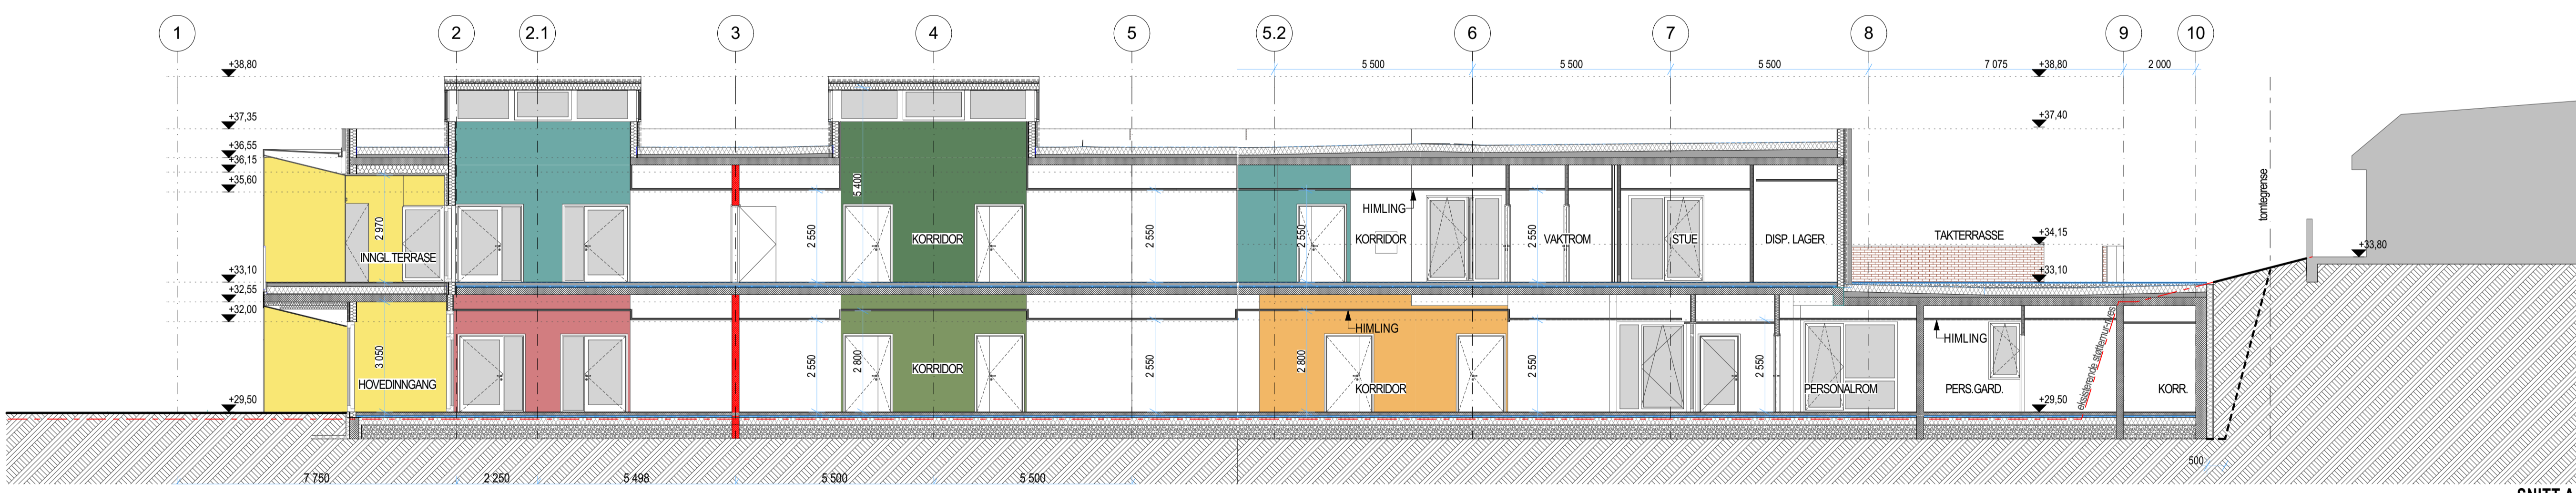 1 2 2.1 3 4 5 5.2 6 7 8 9 10
5 500 5 500 5 500 7 075 2 000
+38,80 +38,80
+37,35 +37,40
+36,55
+36,15
+35,60
5.400
tomtegrense
2 970 2 550 2 550 2 550 2 550
HIMLING
INNGL.TERRASE KORRIDOR KORRIDOR VAKTROM STUE DISP. LAGER TAKTERRASSE +34,15 +33,80
+33,10 +33,10
+32,55
+32,00
HIMLING HIMLING
3 050 2 550 2 800 2 550 2 800 2 550 2 550
eksisterende støttemur-rives
HOVEDINNGANG KORRIDOR KORRIDOR PERSONALROM PERS.GARD. KORR.
+29,50 +29,50
500
7 750 2 250 5 498 5 500 5 500